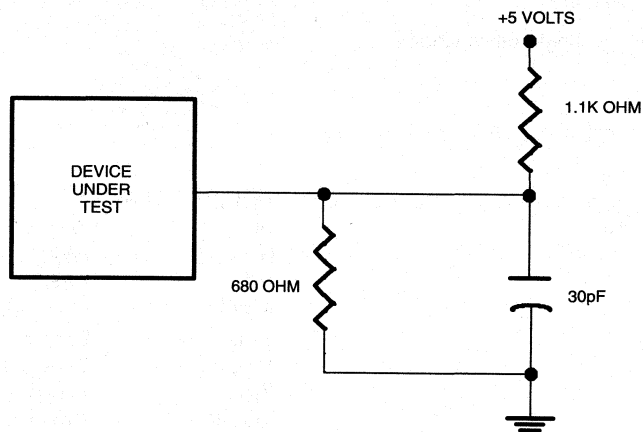 +5 VOLTS
1.1K OHM
DEVICE
UNDER
TEST
680 OHM
30pF